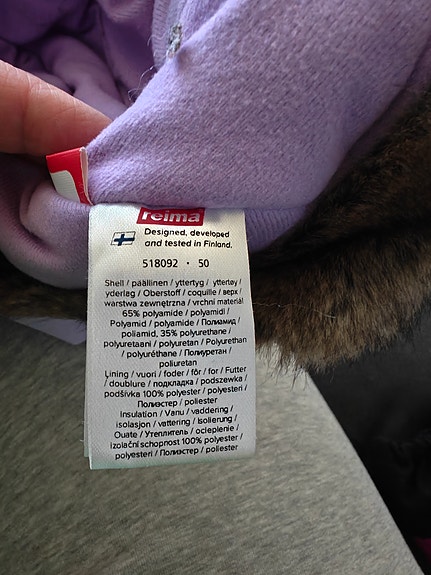 reima
Designed, developed
and tested in Finland.
518092 • 50
Shell / päällinen / yttertyg / yttertøy /
yderlag / Oberstoff / coquille / верх /
warstwa zewnętrzna / vrchní materiál
65% polyamide / polyamidi /
Polyamid / polyamide / Полиамид /
poliamid, 35% polyurethane /
polyuretaani / polyuretan / Polyurethan
/ polyuréthane / Полиуретан /
poliuretan
Lining / vuori / foder / fôr / for / Futter
/ doublure / подкладка / podszewka /
podšívka 100% polyester / polyesteri /
Полиэстер / poliester
Insulation / Vanu / vaddering /
isolasjon / vattering / Isolierung /
Ouate / Утеплитель / ocieplenie /
izolační schopnost 100% polyester /
polyesteri / Полиэстер / poliester